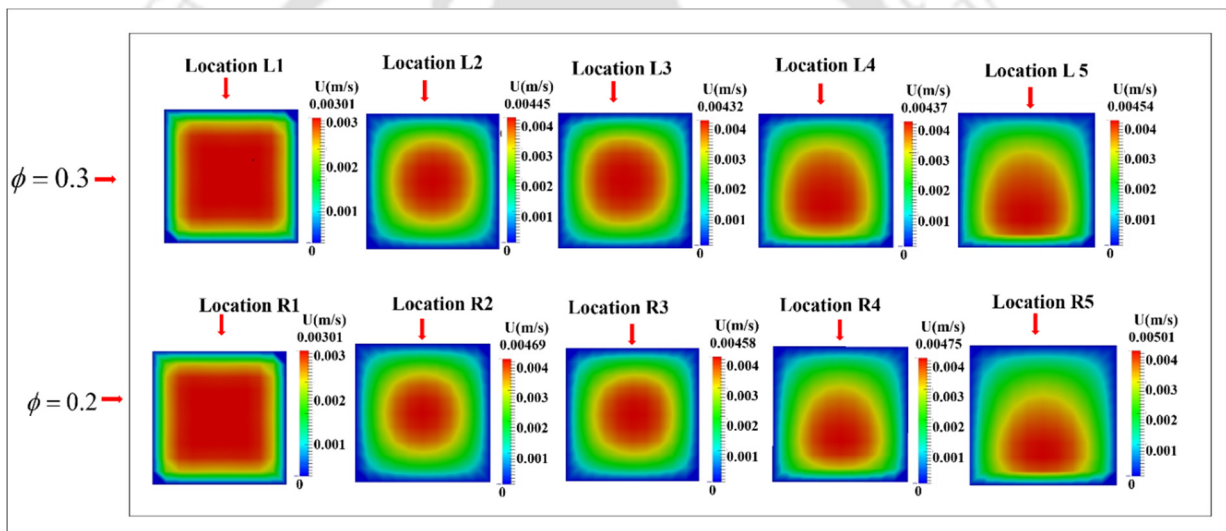 Location L1
Location L2
Location L3
Location L4
Location L 5
U(m/s)
0.00301
0.003
0.002
0.001
0
U(m/s)
0.00445
0.004
0.003
0.002
0.001
0
U(m/s)
0.00432
0.004
0.003
0.002
0.001
0
U(m/s)
0.00437
0.004
0.003
0.002
0.001
0
U(m/s)
0.00454
0.004
0.003
0.002
0.001
0
ϕ = 0.3
Location R1
Location R2
Location R3
Location R4
Location R5
U(m/s)
0.00301
0.003
0.002
0.001
0
U(m/s)
0.00469
0.004
0.003
0.002
0.001
0
U(m/s)
0.00458
0.004
0.003
0.002
0.001
0
U(m/s)
0.00475
0.004
0.003
0.002
0.001
0
U(m/s)
0.00501
0.004
0.003
0.002
0.001
0
ϕ = 0.2